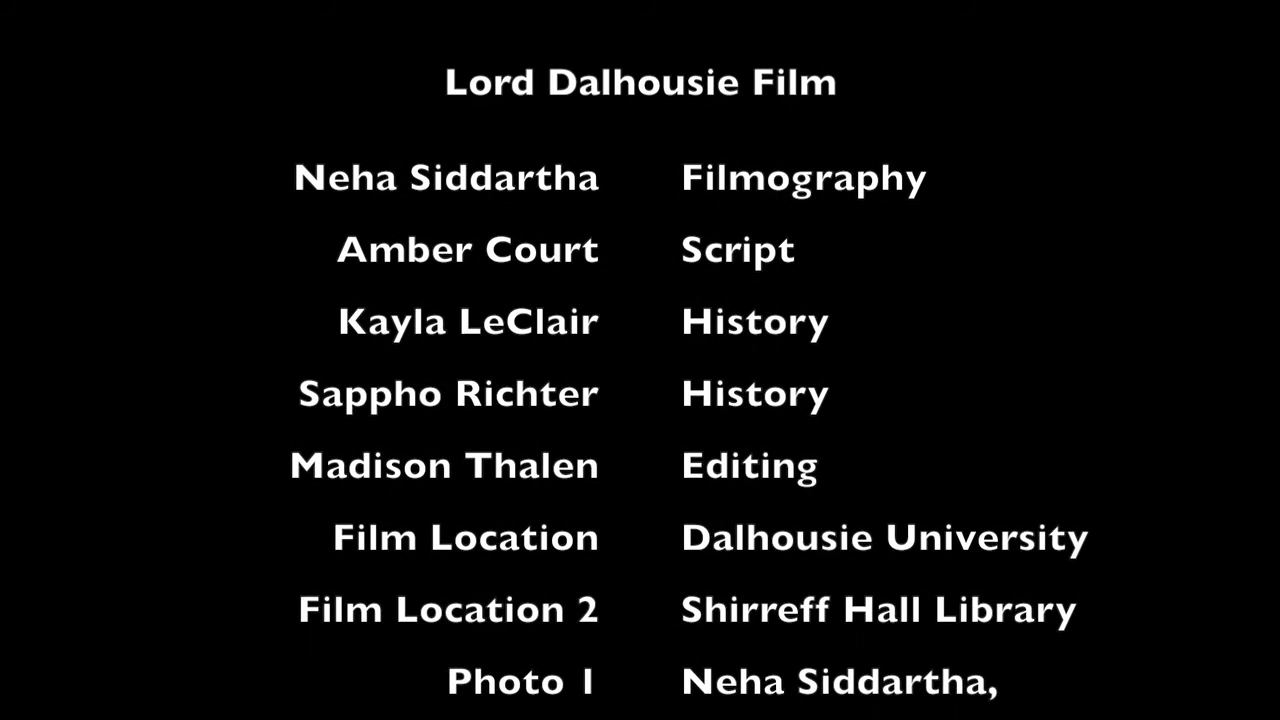 Lord Dalhousie Film
Neha Siddartha Filmography
Amber Court Script
Kayla LeClair History
Sappho Richter History
Madison Thalen Editing
Film Location Dalhousie University
Film Location 2 Shirreff Hall Library
Photo 1 Neha Siddartha,